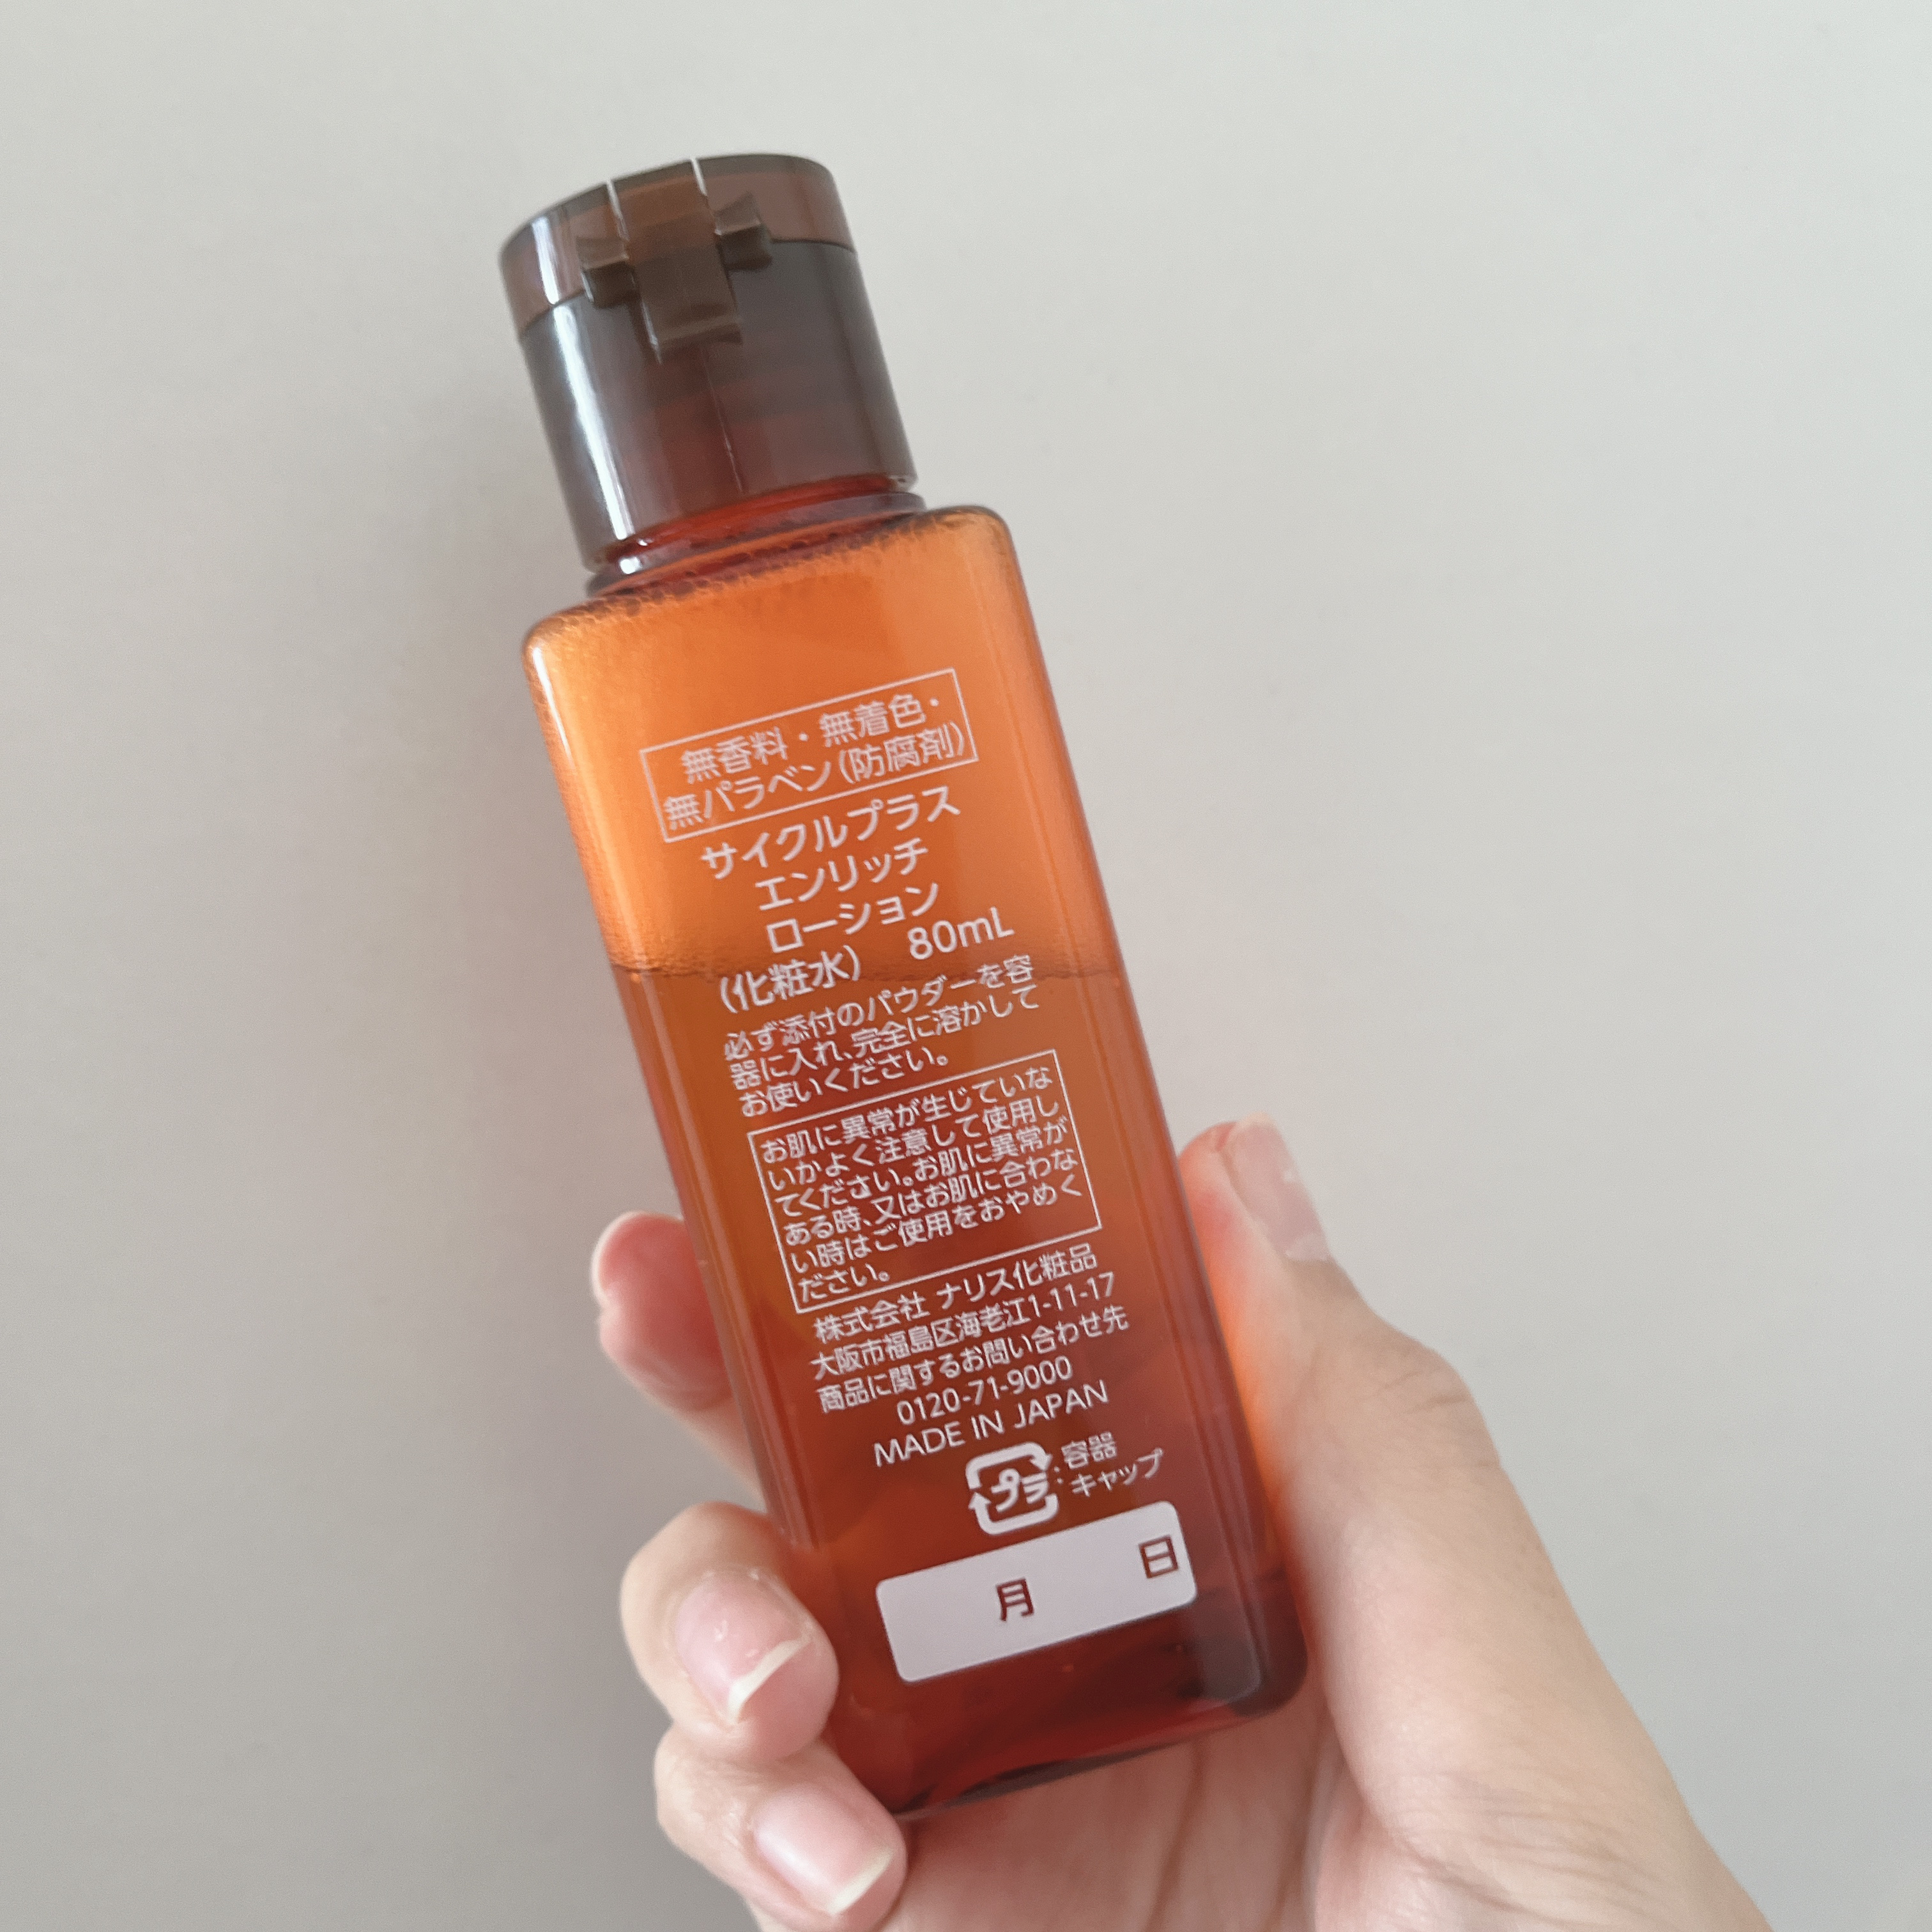 無香料・無着色・
無パラベン(防腐剤)
サイクルプラス
エンリッチ
ローション
(化粧水) 80mL
必ず添付のパウダーを容
器に入れ、完全に溶かして
お使いください。
お肌に異常が生じていな
いかよく注意して使用し
てください。お肌に異常が
ある時、又はお肌に合わな
い時はご使用をおやめく
ださい。
株式会社 ナリス化粧品
大阪市福島区海老江1-11-17
商品に関するお問い合わせ先
0120-71-9000
MADE IN JAPAN
プラ : 容器
キャップ
月 日